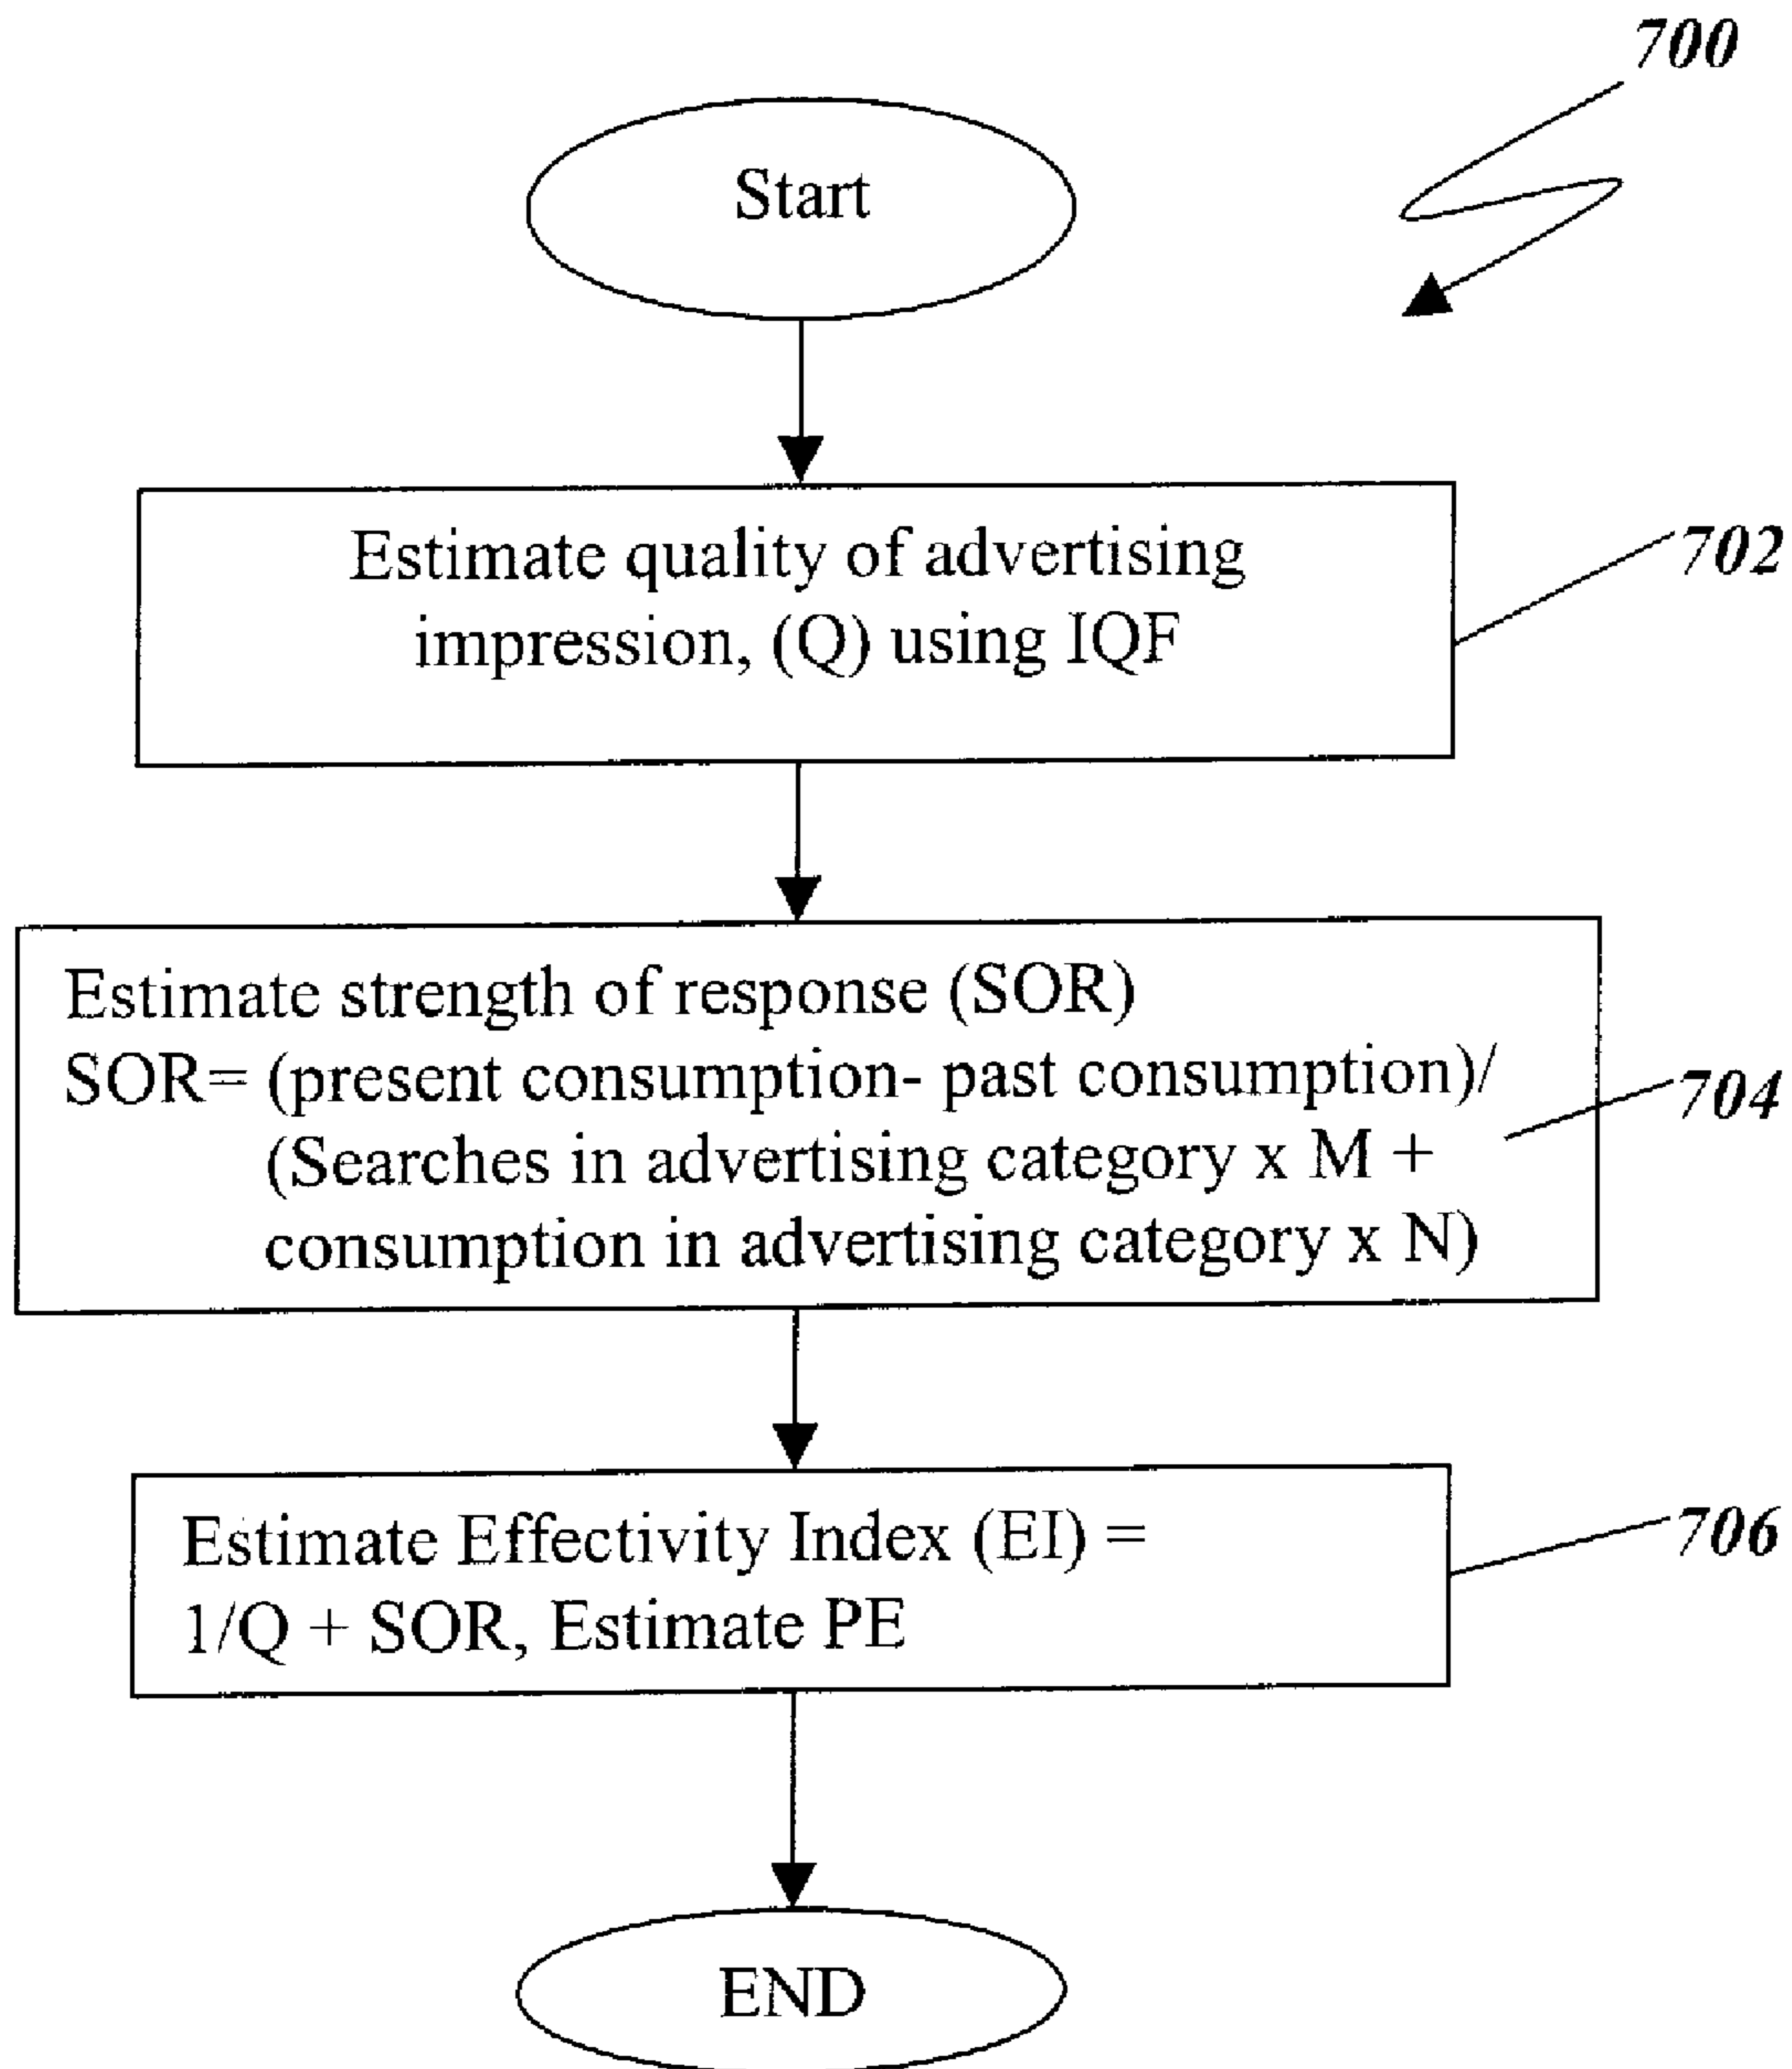 700
Start
Estimate quality of advertising
impression, (Q) using IQF
702
Estimate strength of response (SOR)
SOR= (present consumption- past consumption)/
(Searches in advertising category x M +
consumption in advertising category x N)
704
Estimate Effectivity Index (EI) =
1/Q + SOR, Estimate PE
706
END